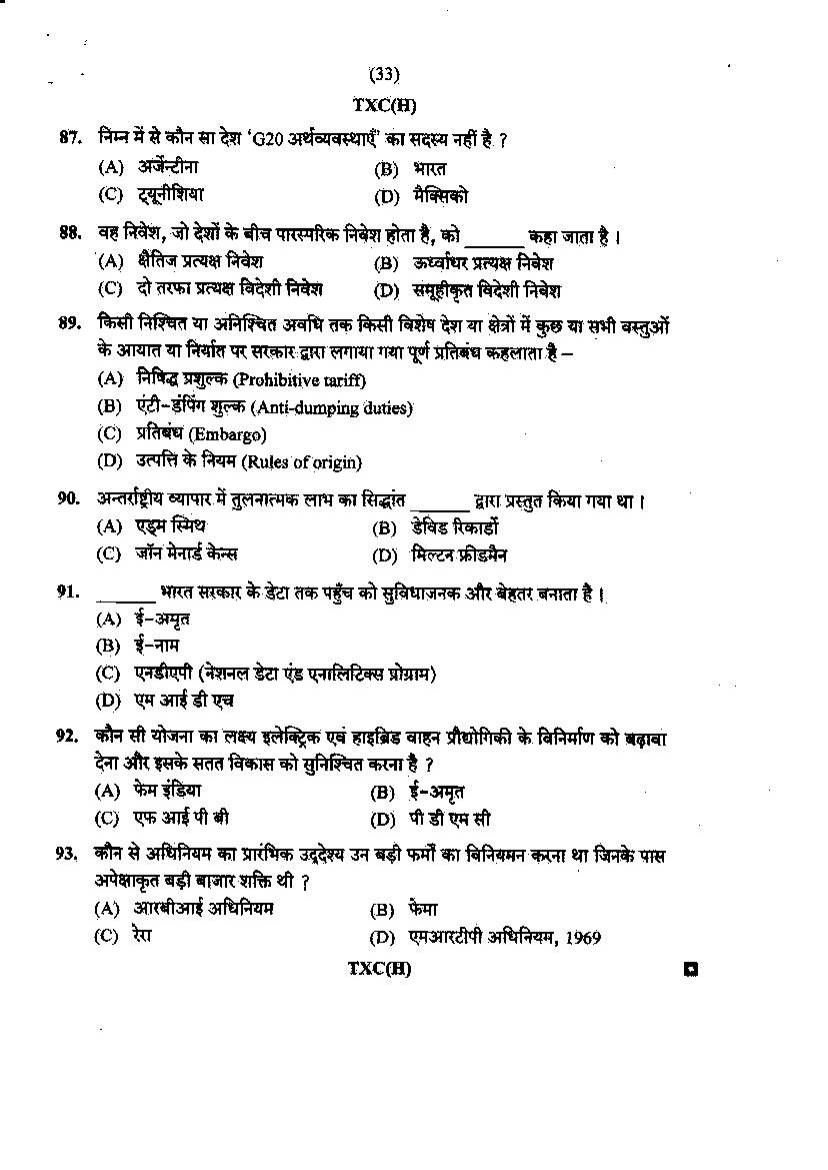 (33)
TXC(H)
87. निम्न में से कौन सा देश ‘G20 अर्थव्यवस्थाएँ’ का सदस्य नहीं है ?
(A) अर्जेन्टीना (B) भारत
(C) ट्यूनीशिया (D) मैक्सिको
88. वह निवेश, जो देशों के बीच पारस्परिक निवेश होता है, को ______ कहा जाता है ।
(A) क्षैतिज प्रत्यक्ष निवेश (B) ऊर्ध्वाधर प्रत्यक्ष निवेश
(C) दो तरफा प्रत्यक्ष विदेशी निवेश (D) समूहीकृत विदेशी निवेश
89. किसी निश्चित या अनिश्चित अवधि तक किसी विशेष देश या क्षेत्रों में कुछ या सभी वस्तुओं
के आयात या निर्यात पर सरकार द्वारा लगाया गया पूर्ण प्रतिबंध कहलाता है –
(A) निषिद्ध प्रशुल्क (Prohibitive tariff)
(B) एंटी-डंपिंग शुल्क (Anti-dumping duties)
(C) प्रतिबंध (Embargo)
(D) उत्पत्ति के नियम (Rules of origin)
90. अन्तर्राष्ट्रीय व्यापार में तुलनात्मक लाभ का सिद्धांत ______ द्वारा प्रस्तुत किया गया था ।
(A) एड्म स्मिथ (B) डेविड रिकार्डो
(C) जॉन मेनार्ड केन्स (D) मिल्टन फ्रीडमैन
91. ______ भारत सरकार के डेटा तक पहुँच को सुविधाजनक और बेहतर बनाता है ।
(A) ई-अमृत
(B) ई-नाम
(C) एनडीएपी (नेशनल डेटा एंड एनालिटिक्स प्रोग्राम)
(D) एम आई डी एच
92. कौन सी योजना का लक्ष्य इलेक्ट्रिक एवं हाइब्रिड वाहन प्रौद्योगिकी के विनिर्माण को बढ़ावा
देना और इसके सतत विकास को सुनिश्चित करना है ?
(A) फेम इंडिया (B) ई-अमृत
(C) एफ आई पी बी (D) पी डी एम सी
93. कौन से अधिनियम का प्रारंभिक उद्देश्य उन बड़ी फर्मों का विनियमन करना था जिनके पास
अपेक्षाकृत बड़ी बाजार शक्ति थी ?
(A) आरबीआई अधिनियम (B) फेमा
(C) रेरा (D) एमआरटीपी अधिनियम, 1969
TXC(H)